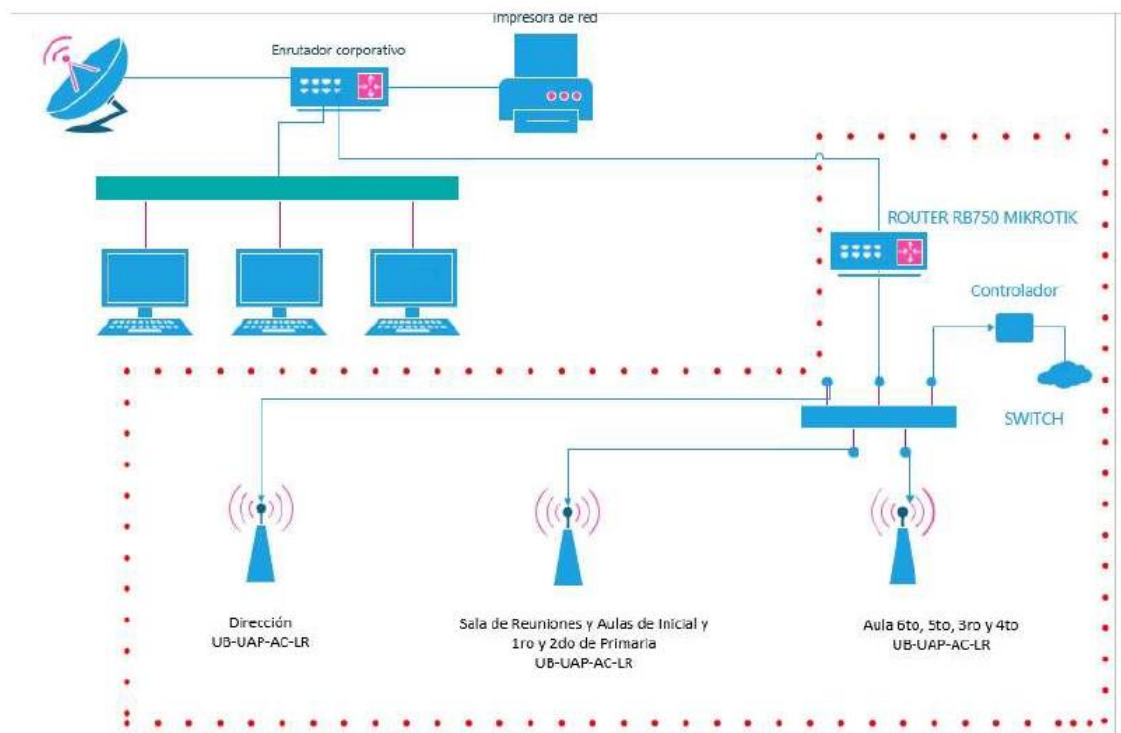 Impresora de red
Enrutador corporativo
ROUTER RB750 MIKROTIK
Controlador
SWITCH
Dirección
UB-UAP-AC-LR
Sala de Reuniones y Aulas de Inicial y
1ro y 2do de Primaria
UB-UAP-AC-LR
Aula 6to, 5to, 3ro y 4to
UB-UAP-AC-LR